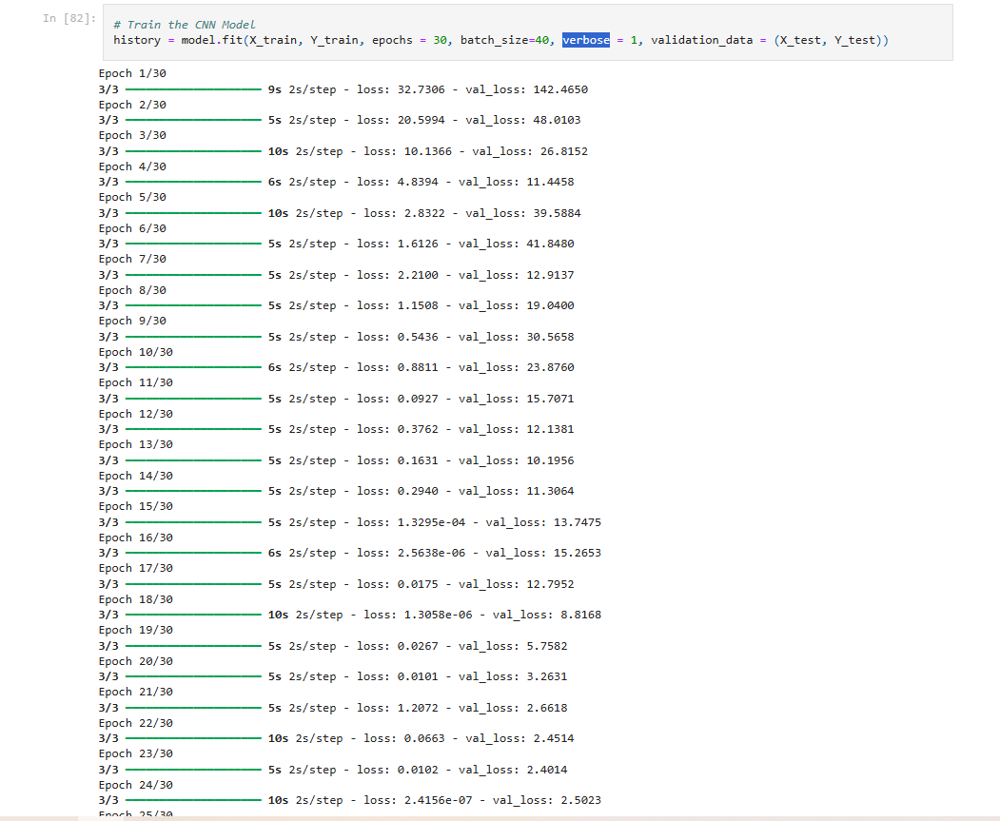 In [82]:
# Train the CNN Model
history = model.fit(X_train, Y_train, epochs = 30, batch_size=40, verbose = 1, validation_data = (X_test, Y_test))
Epoch 1/30
3/3 ━━━━━━━━━━━━━━━━━━━━ 9s 2s/step - loss: 32.7306 - val_loss: 142.4650
Epoch 2/30
3/3 ━━━━━━━━━━━━━━━━━━━━ 5s 2s/step - loss: 20.5994 - val_loss: 48.0103
Epoch 3/30
3/3 ━━━━━━━━━━━━━━━━━━━━ 10s 2s/step - loss: 10.1366 - val_loss: 26.8152
Epoch 4/30
3/3 ━━━━━━━━━━━━━━━━━━━━ 6s 2s/step - loss: 4.8394 - val_loss: 11.4458
Epoch 5/30
3/3 ━━━━━━━━━━━━━━━━━━━━ 10s 2s/step - loss: 2.8322 - val_loss: 39.5884
Epoch 6/30
3/3 ━━━━━━━━━━━━━━━━━━━━ 5s 2s/step - loss: 1.6126 - val_loss: 41.8480
Epoch 7/30
3/3 ━━━━━━━━━━━━━━━━━━━━ 5s 2s/step - loss: 2.2100 - val_loss: 12.9137
Epoch 8/30
3/3 ━━━━━━━━━━━━━━━━━━━━ 5s 2s/step - loss: 1.1508 - val_loss: 19.0400
Epoch 9/30
3/3 ━━━━━━━━━━━━━━━━━━━━ 5s 2s/step - loss: 0.5436 - val_loss: 30.5658
Epoch 10/30
3/3 ━━━━━━━━━━━━━━━━━━━━ 6s 2s/step - loss: 0.8811 - val_loss: 23.8760
Epoch 11/30
3/3 ━━━━━━━━━━━━━━━━━━━━ 5s 2s/step - loss: 0.0927 - val_loss: 15.7071
Epoch 12/30
3/3 ━━━━━━━━━━━━━━━━━━━━ 5s 2s/step - loss: 0.3762 - val_loss: 12.1381
Epoch 13/30
3/3 ━━━━━━━━━━━━━━━━━━━━ 5s 2s/step - loss: 0.1631 - val_loss: 10.1956
Epoch 14/30
3/3 ━━━━━━━━━━━━━━━━━━━━ 5s 2s/step - loss: 0.2940 - val_loss: 11.3064
Epoch 15/30
3/3 ━━━━━━━━━━━━━━━━━━━━ 5s 2s/step - loss: 1.3295e-04 - val_loss: 13.7475
Epoch 16/30
3/3 ━━━━━━━━━━━━━━━━━━━━ 6s 2s/step - loss: 2.5638e-06 - val_loss: 15.2653
Epoch 17/30
3/3 ━━━━━━━━━━━━━━━━━━━━ 5s 2s/step - loss: 0.0175 - val_loss: 12.7952
Epoch 18/30
3/3 ━━━━━━━━━━━━━━━━━━━━ 10s 2s/step - loss: 1.3058e-06 - val_loss: 8.8168
Epoch 19/30
3/3 ━━━━━━━━━━━━━━━━━━━━ 5s 2s/step - loss: 0.0267 - val_loss: 5.7582
Epoch 20/30
3/3 ━━━━━━━━━━━━━━━━━━━━ 5s 2s/step - loss: 0.0101 - val_loss: 3.2631
Epoch 21/30
3/3 ━━━━━━━━━━━━━━━━━━━━ 5s 2s/step - loss: 1.2072 - val_loss: 2.6618
Epoch 22/30
3/3 ━━━━━━━━━━━━━━━━━━━━ 10s 2s/step - loss: 0.0663 - val_loss: 2.4514
Epoch 23/30
3/3 ━━━━━━━━━━━━━━━━━━━━ 5s 2s/step - loss: 0.0102 - val_loss: 2.4014
Epoch 24/30
3/3 ━━━━━━━━━━━━━━━━━━━━ 10s 2s/step - loss: 2.4156e-07 - val_loss: 2.5023
Epoch 25/30